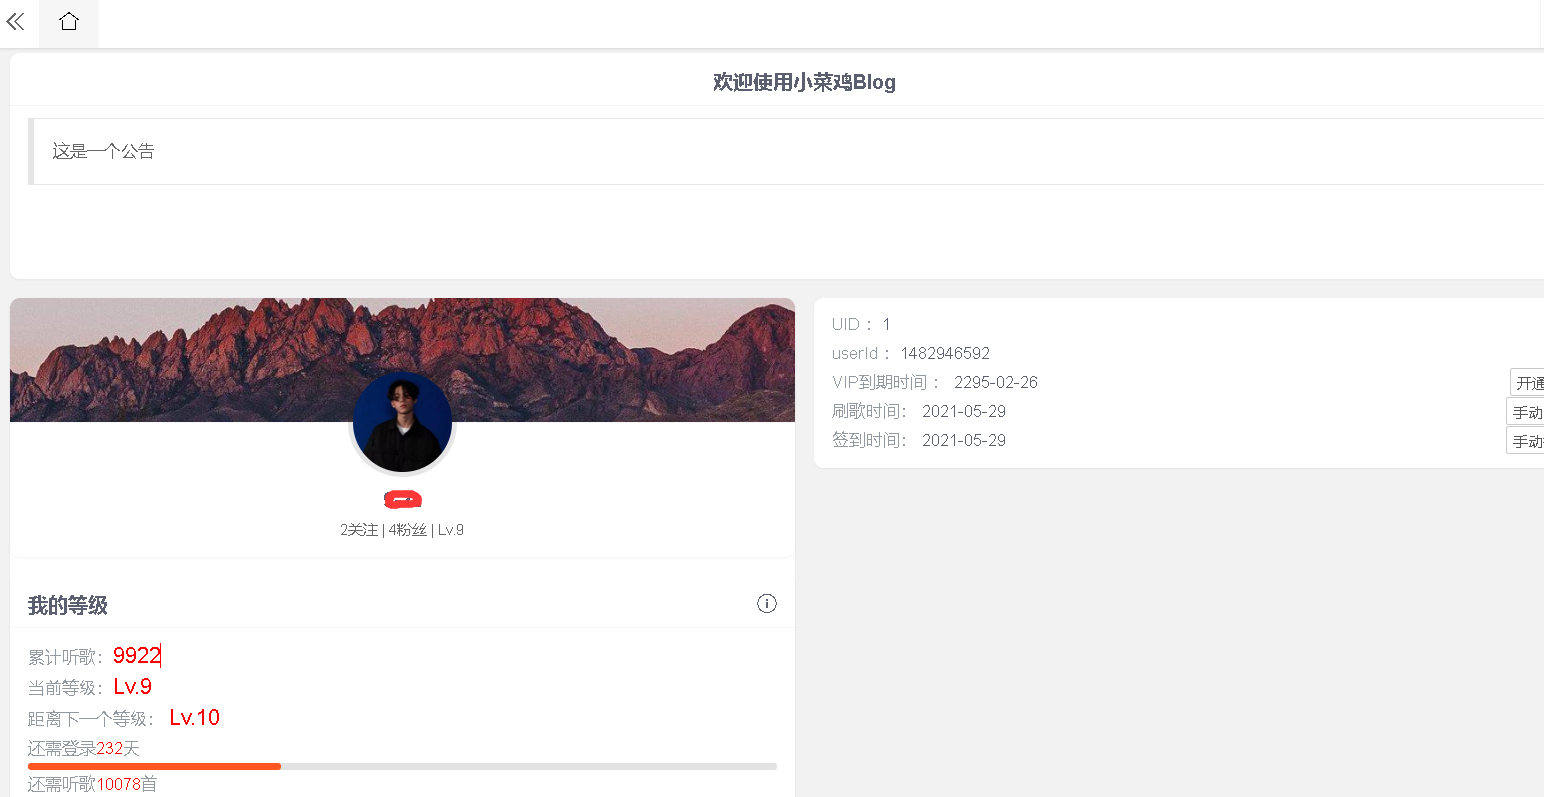 欢迎使用小菜鸡Blog
这是一个公告
2关注 | 4粉丝 | Lv.9
我的等级
累计听歌：9922
当前等级：Lv.9
距离下一个等级： Lv.10
还需登录232天
还需听歌10078首
UID ： 1
userId ： 1482946592
VIP到期时间 ： 2295-02-26
开通
刷歌时间： 2021-05-29
手动
签到时间： 2021-05-29
手动